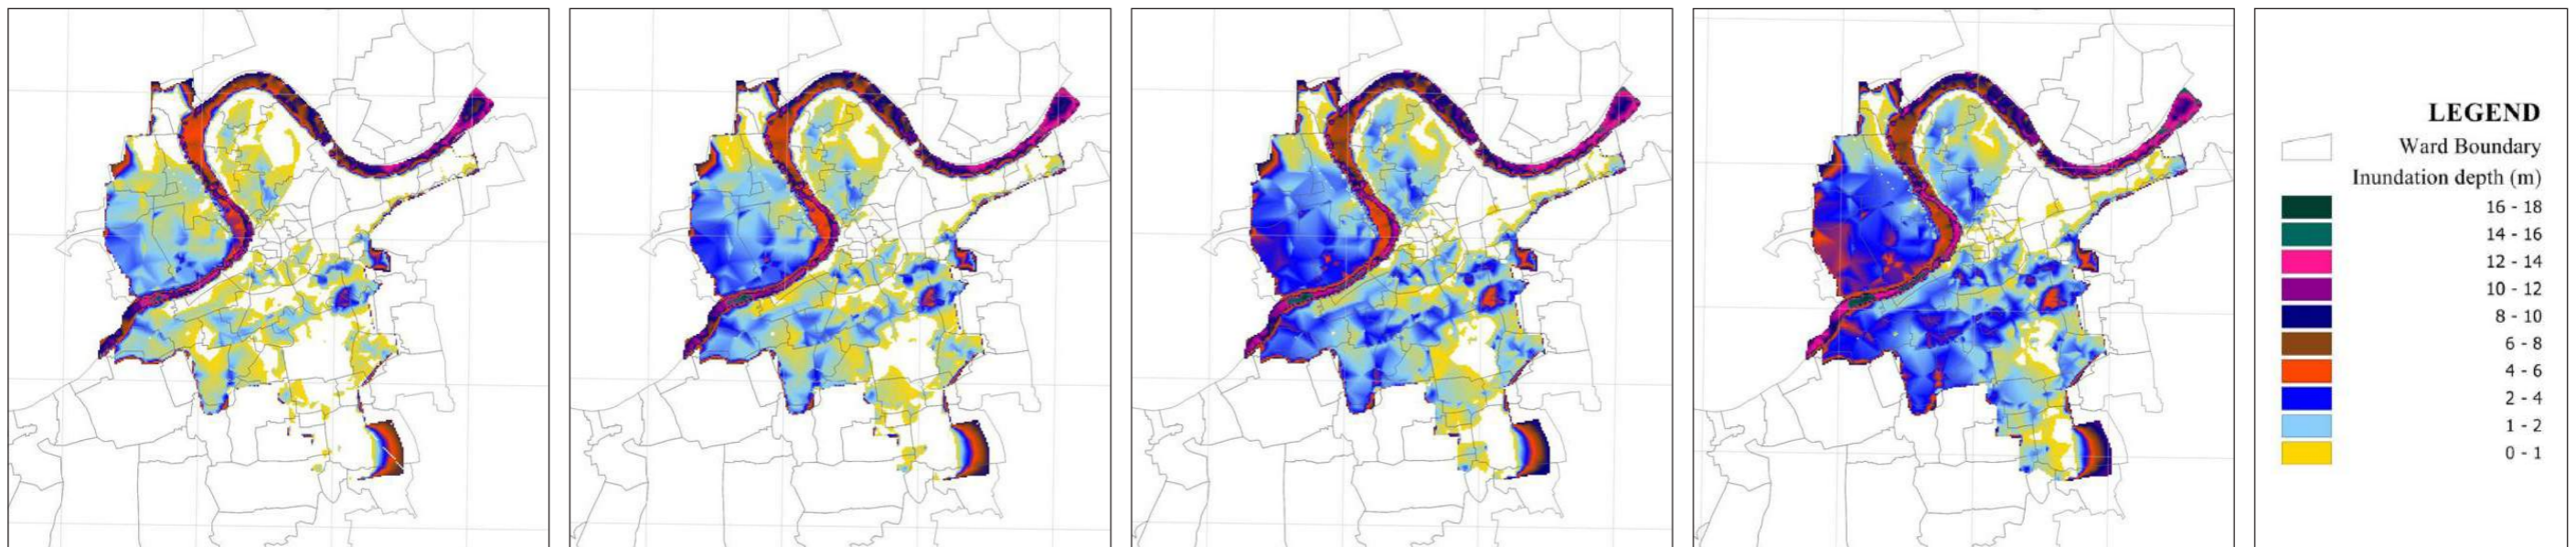 LEGEND
Ward Boundary
Inundation depth (m)
16 - 18
14 - 16
12 - 14
10 - 12
8 - 10
6 - 8
4 - 6
2 - 4
1 - 2
0 - 1